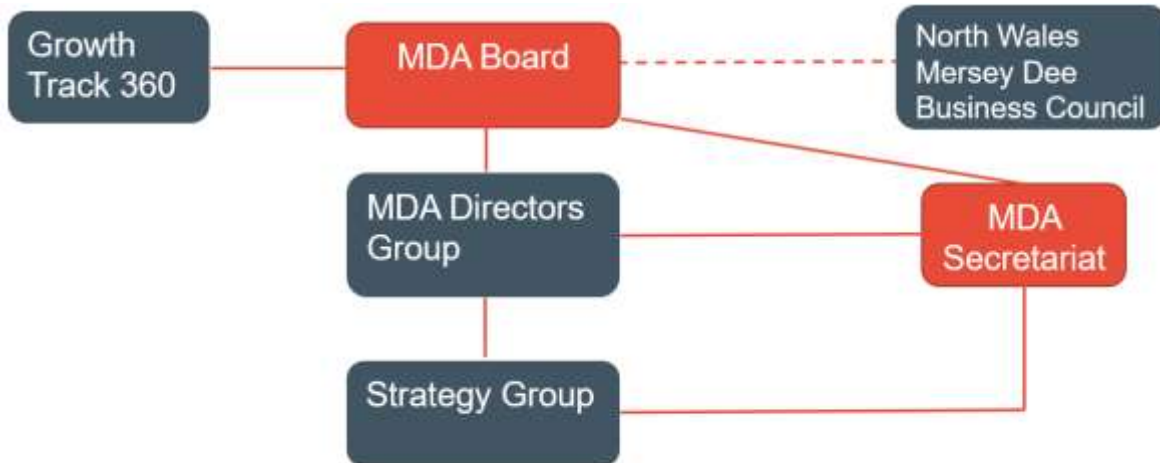 Growth
Track 360
MDA Board
North Wales
Mersey Dee
Business Council
MDA Directors
Group
MDA
Secretariat
Strategy Group